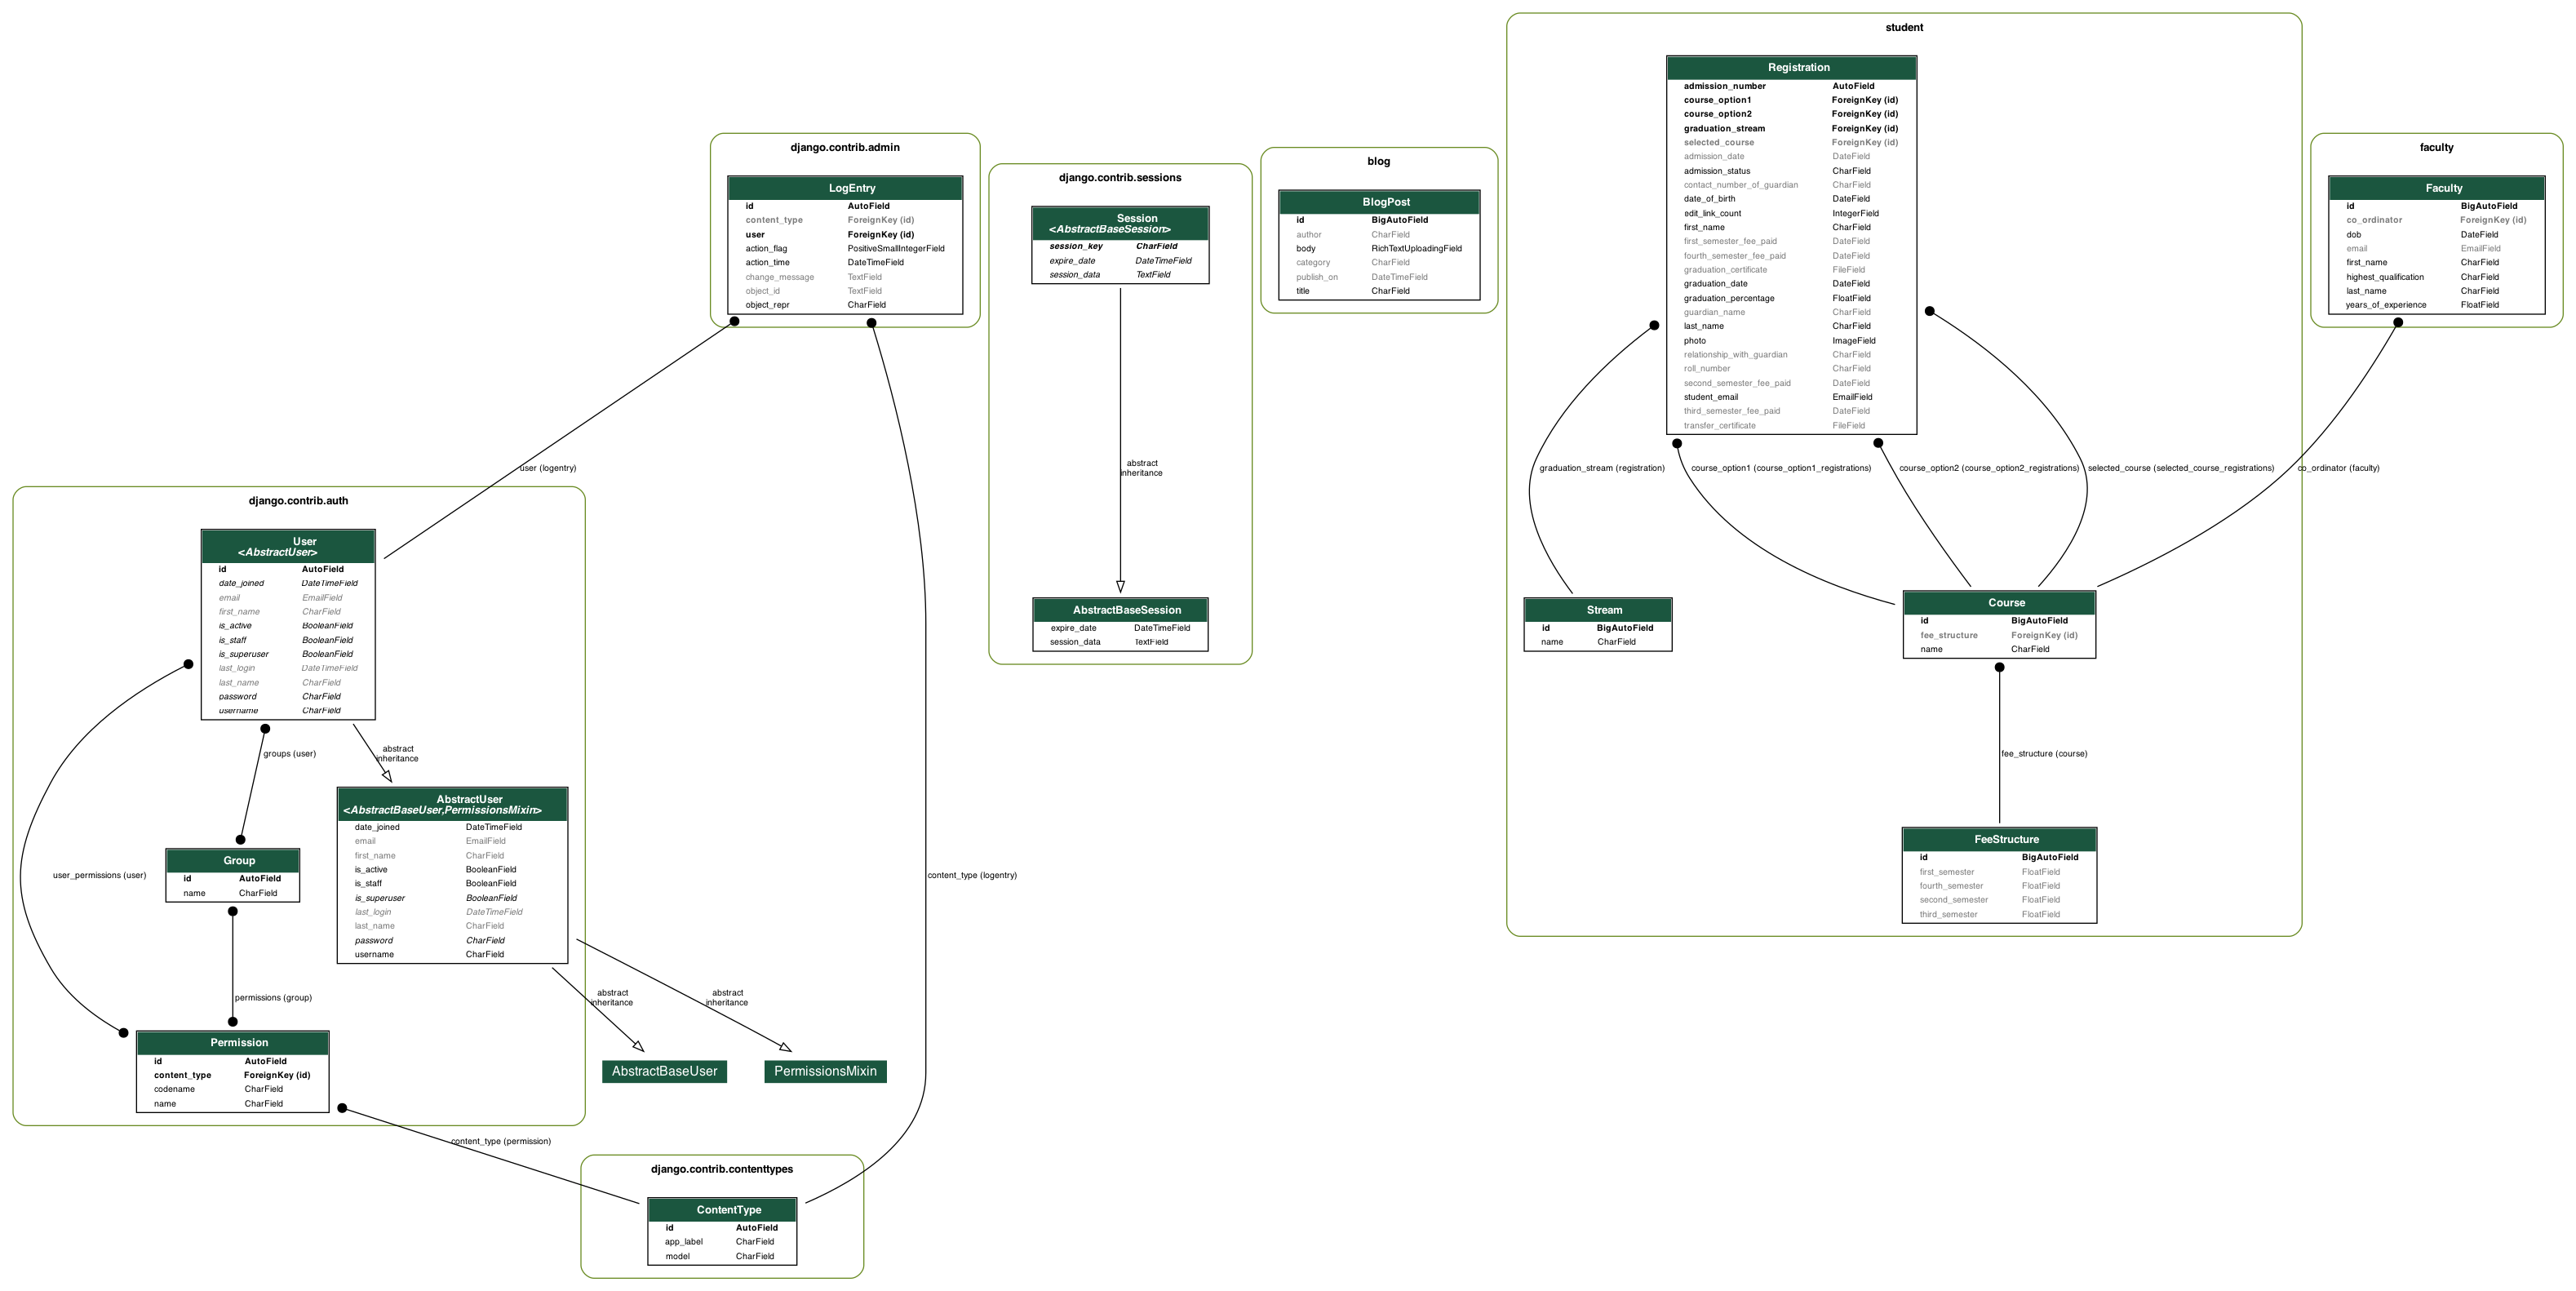 student
Registration
admission_number AutoField
course_option1 ForeignKey (id)
course_option2 ForeignKey (id)
graduation_stream ForeignKey (id)
selected_course ForeignKey (id)
admission_date DateField
admission_status CharField
contact_number_of_guardian CharField
date_of_birth DateField
edit_link_count IntegerField
first_name CharField
first_semester_fee_paid DateField
fourth_semester_fee_paid DateField
graduation_certificate FileField
graduation_date DateField
graduation_percentage FloatField
guardian_name CharField
last_name CharField
photo ImageField
relationship_with_guardian CharField
roll_number CharField
second_semester_fee_paid DateField
student_email EmailField
third_semester_fee_paid DateField
transfer_certificate FileField
graduation_stream (registration)
course_option1 (course_option1_registrations)
course_option2 (course_option2_registrations)
selected_course (selected_course_registrations)
co_ordinator (faculty)
Stream
id BigAutoField
name CharField
Course
id BigAutoField
fee_structure ForeignKey (id)
name CharField
fee_structure (course)
FeeStructure
id BigAutoField
first_semester FloatField
fourth_semester FloatField
second_semester FloatField
third_semester FloatField
faculty
Faculty
id BigAutoField
co_ordinator ForeignKey (id)
dob DateField
email EmailField
first_name CharField
highest_qualification CharField
last_name CharField
years_of_experience FloatField
django.contrib.admin
LogEntry
id AutoField
content_type ForeignKey (id)
user ForeignKey (id)
action_flag PositiveSmallIntegerField
action_time DateTimeField
change_message TextField
object_id TextField
object_repr CharField
user (logentry)
content_type (logentry)
django.contrib.sessions
Session
<AbstractBaseSession>
session_key CharField
expire_date DateTimeField
session_data TextField
abstract
inheritance
AbstractBaseSession
expire_date DateTimeField
session_data TextField
blog
BlogPost
id BigAutoField
author CharField
body RichTextUploadingField
category CharField
publish_on DateTimeField
title CharField
django.contrib.auth
User
<AbstractUser>
id AutoField
date_joined DateTimeField
email EmailField
first_name CharField
is_active BooleanField
is_staff BooleanField
is_superuser BooleanField
last_login DateTimeField
last_name CharField
password CharField
username CharField
groups (user)
abstract
inheritance
user_permissions (user)
AbstractUser
<AbstractBaseUser,PermissionsMixin>
date_joined DateTimeField
email EmailField
first_name CharField
is_active BooleanField
is_staff BooleanField
is_superuser BooleanField
last_login DateTimeField
last_name CharField
password CharField
username CharField
Group
id AutoField
name CharField
permissions (group)
abstract
inheritance
abstract
inheritance
Permission
id AutoField
content_type ForeignKey (id)
codename CharField
name CharField
AbstractBaseUser
PermissionsMixin
content_type (permission)
django.contrib.contenttypes
ContentType
id AutoField
app_label CharField
model CharField